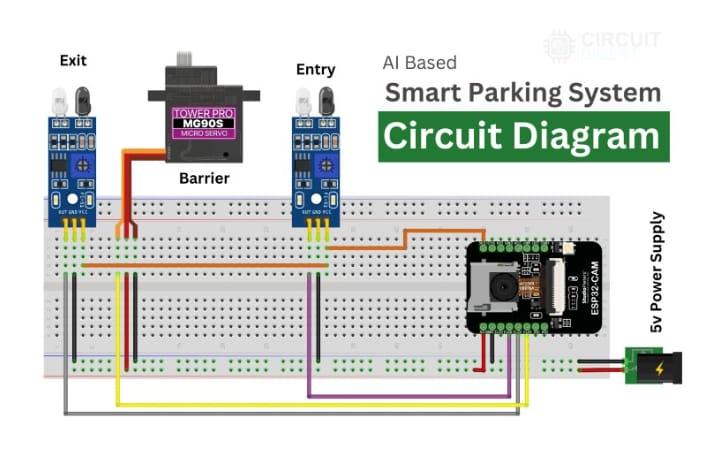 CIRCUIT
DIGEST
AI Based
Smart Parking System
Circuit Diagram
Exit
Entry
TOWER PRO
MG90S
MICRO SERVO
Barrier
OUT GND VCC
OUT GND VCC
ESP32-CAM
5v Power Supply